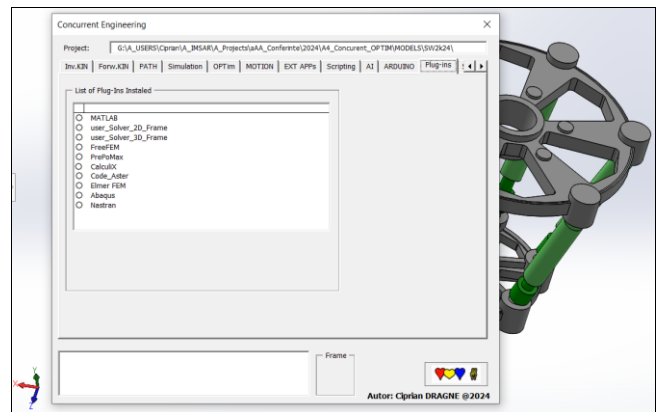 Concurrent Engineering
Project: G:\A_USERS\Ciprian\A_IMSAR\A_Projects\aAA_Conferinte\2024\A4_Concurent_OPTIM\MODELS\SW2k24\
Inv.KIN Forw.KIN PATH Simulation OPTim MOTION EXT APPs Scripting AI ARDUINO Plug-ins
List of Plug-Ins Instaled
MATLAB
user_Solver_2D_Frame
user_Solver_3D_Frame
FreeFEM
PrePoMax
CalculiX
Code_Aster
Elmer FEM
Abaqus
Nastran
Frame
Autor: Ciprian DRAGNE @2024
Y
X
Z